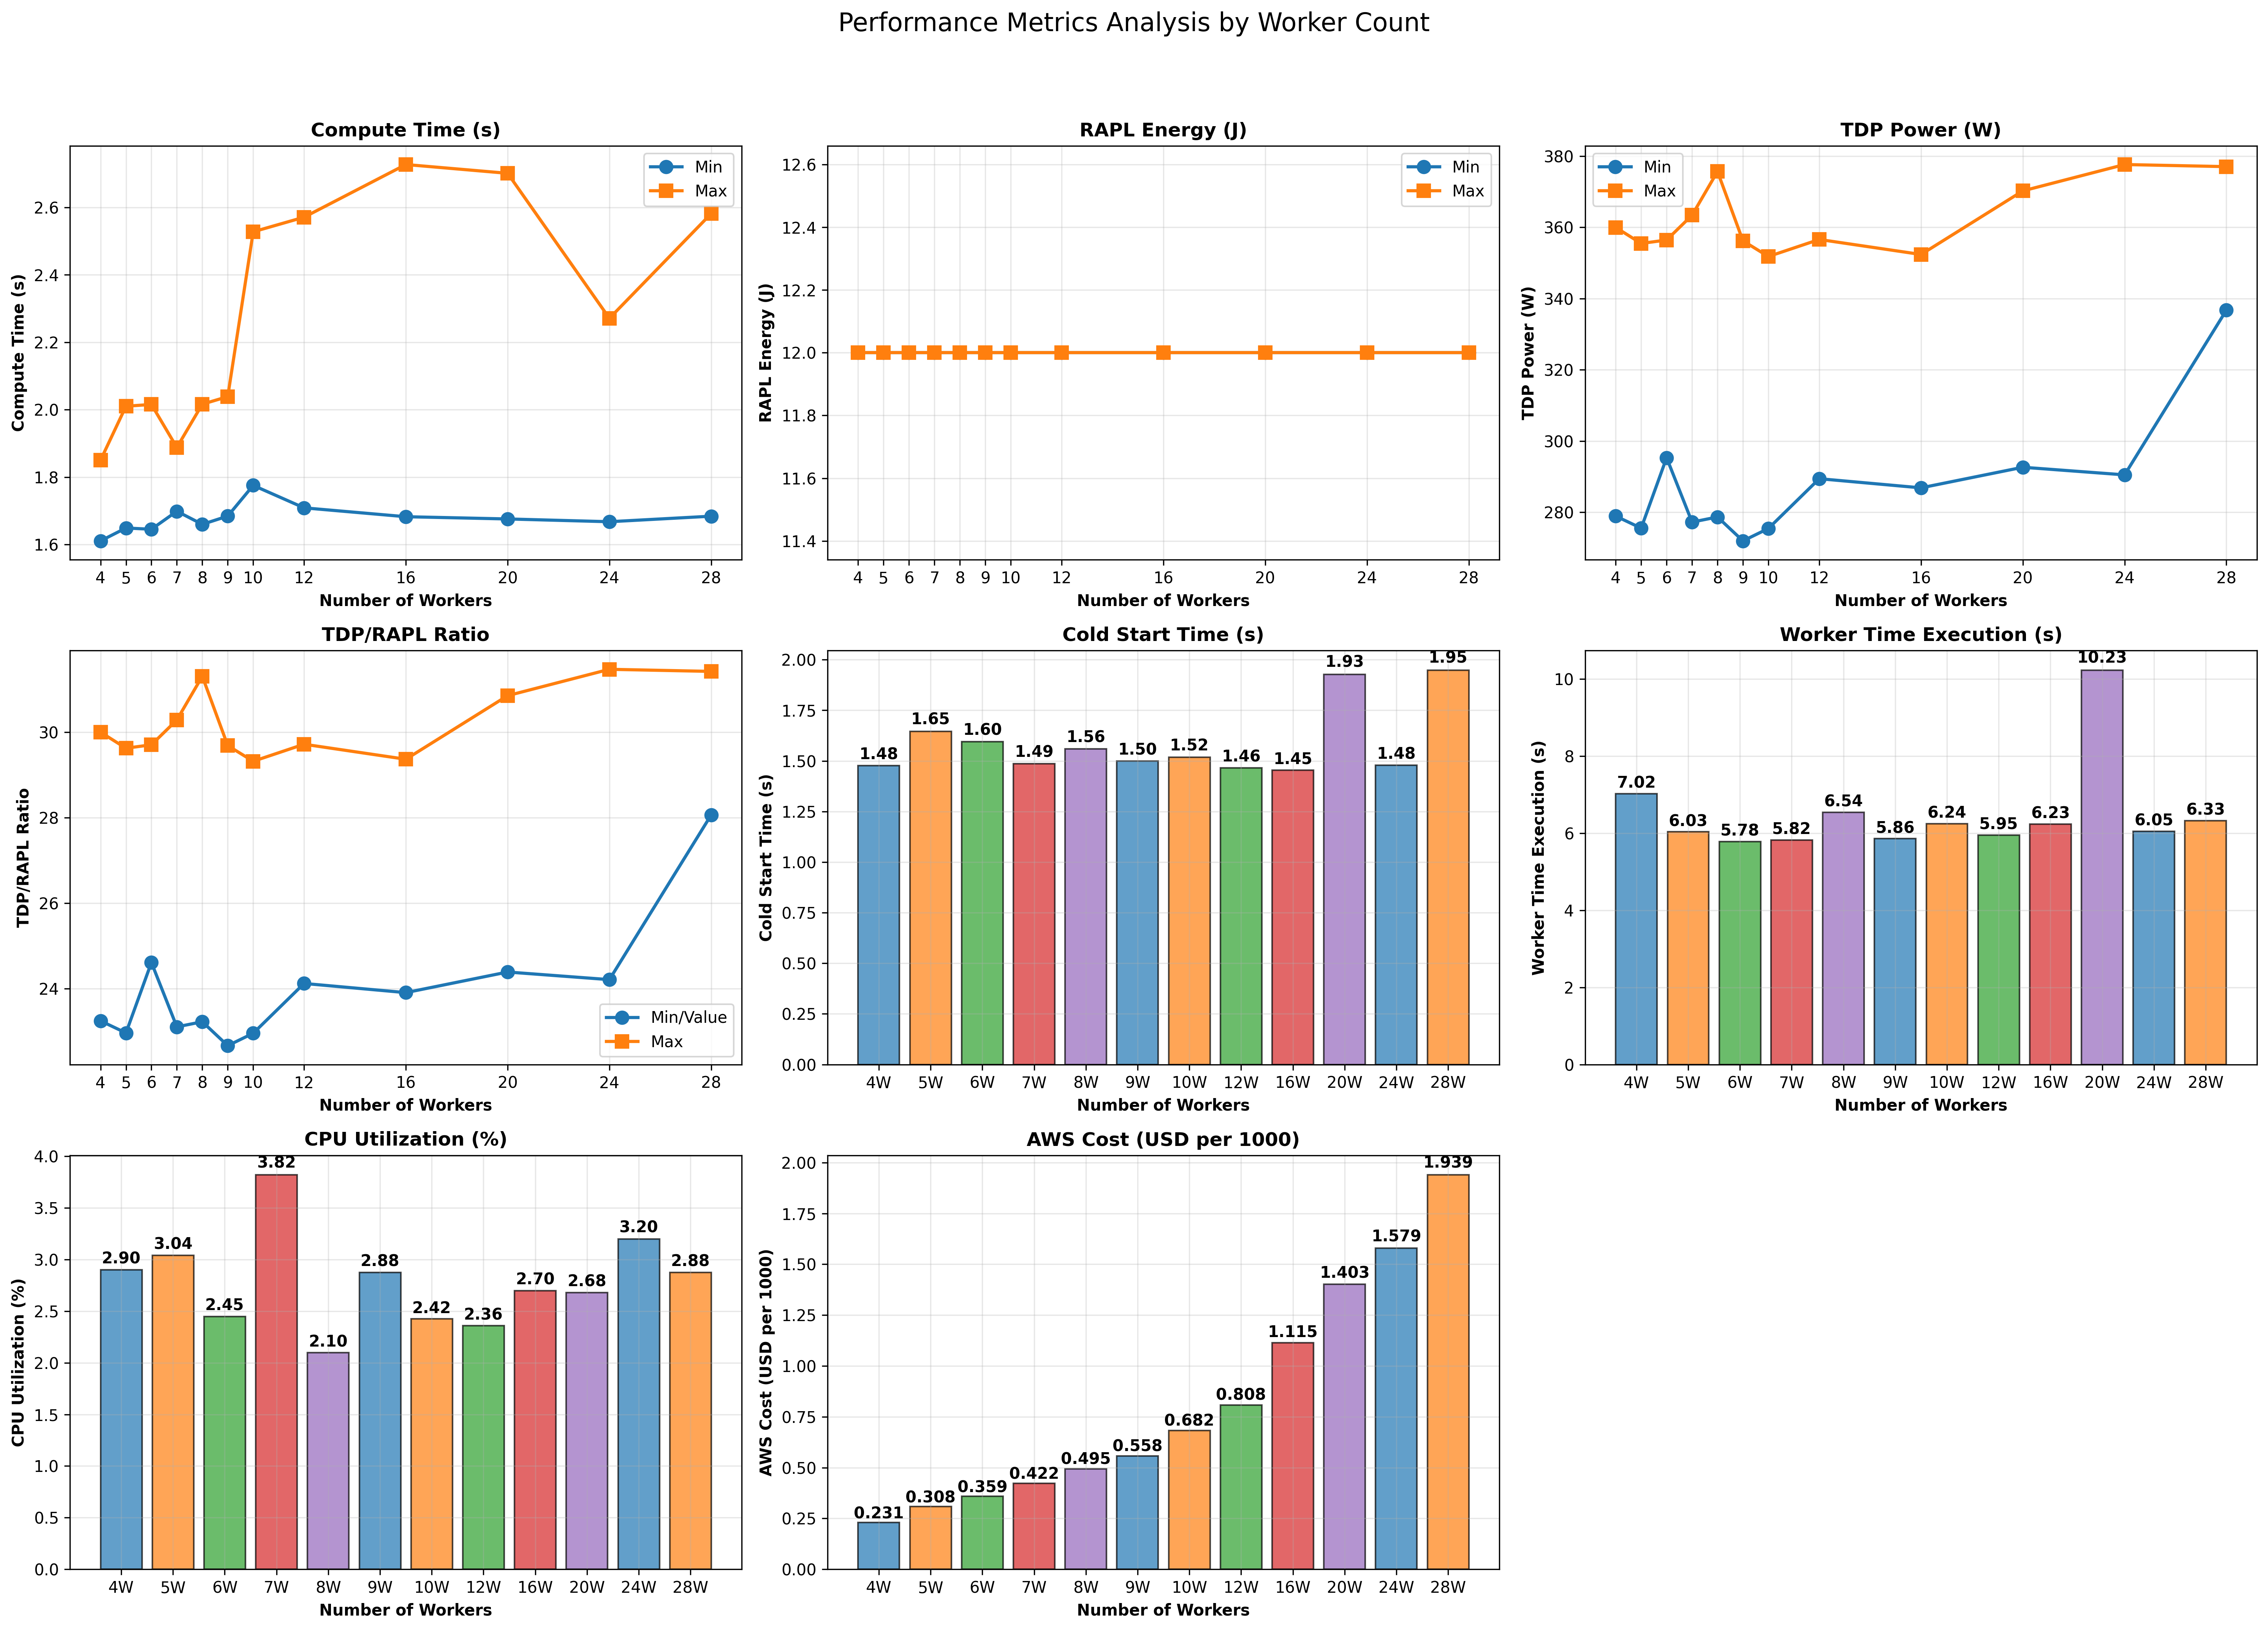 Performance Metrics Analysis by Worker Count
Compute Time (s)
Compute Time (s)
2.6
2.4
2.2
2.0
1.8
1.6
Min
Max
4 5 6 7 8 9 10 12 16 20 24 28
Number of Workers
RAPL Energy (J)
RAPL Energy (J)
12.6
12.4
12.2
12.0
11.8
11.6
11.4
Min
Max
4 5 6 7 8 9 10 12 16 20 24 28
Number of Workers
TDP Power (W)
TDP Power (W)
380
360
340
320
300
280
Min
Max
4 5 6 7 8 9 10 12 16 20 24 28
Number of Workers
TDP/RAPL Ratio
TDP/RAPL Ratio
30
28
26
24
Min/Value
Max
4 5 6 7 8 9 10 12 16 20 24 28
Number of Workers
Cold Start Time (s)
Cold Start Time (s)
2.00
1.75
1.50
1.25
1.00
0.75
0.50
0.25
0.00
1.48 1.65 1.60 1.49 1.56 1.50 1.52 1.46 1.45 1.93 1.48 1.95
4W 5W 6W 7W 8W 9W 10W 12W 16W 20W 24W 28W
Number of Workers
Worker Time Execution (s)
Worker Time Execution (s)
10
8
6
4
2
0
7.02 6.03 5.78 5.82 6.54 5.86 6.24 5.95 6.23 10.23 6.05 6.33
4W 5W 6W 7W 8W 9W 10W 12W 16W 20W 24W 28W
Number of Workers
CPU Utilization (%)
CPU Utilization (%)
4.0
3.5
3.0
2.5
2.0
1.5
1.0
0.5
0.0
2.90 3.04 2.45 3.82 2.10 2.88 2.42 2.36 2.70 2.68 3.20 2.88
4W 5W 6W 7W 8W 9W 10W 12W 16W 20W 24W 28W
Number of Workers
AWS Cost (USD per 1000)
AWS Cost (USD per 1000)
2.00
1.75
1.50
1.25
1.00
0.75
0.50
0.25
0.00
0.231 0.308 0.359 0.422 0.495 0.558 0.682 0.808 1.115 1.403 1.579 1.939
4W 5W 6W 7W 8W 9W 10W 12W 16W 20W 24W 28W
Number of Workers